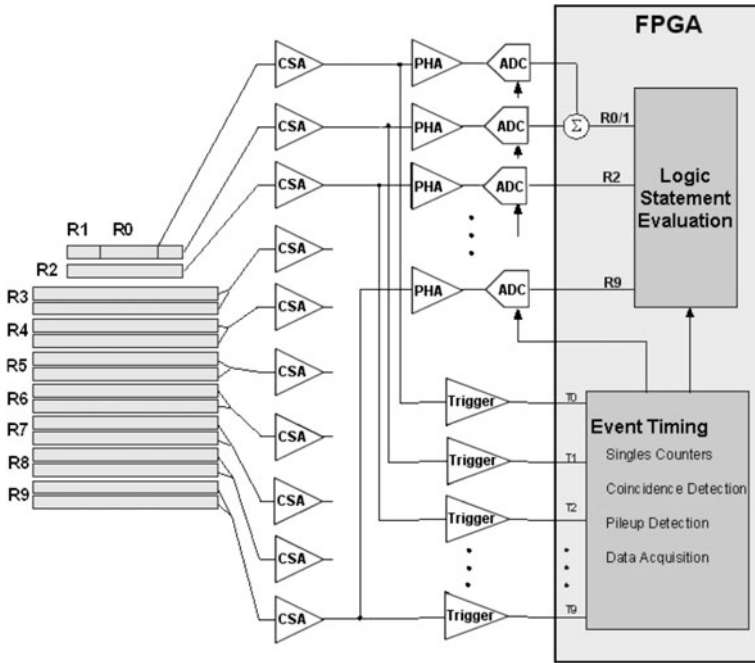 FPGA
CSA
PHA
ADC
CSA
PHA
ADC
Σ
R0/1
CSA
PHA
ADC
R2
Logic
Statement
Evaluation
R1
R0
R2
CSA
R3
CSA
PHA
ADC
R9
R4
CSA
R5
Trigger
T0
R6
CSA
Event Timing
R7
Trigger
T1
Singles Counters
R8
CSA
Coincidence Detection
R9
Trigger
T2
Pileup Detection
CSA
Data Acquisition
CSA
Trigger
T9